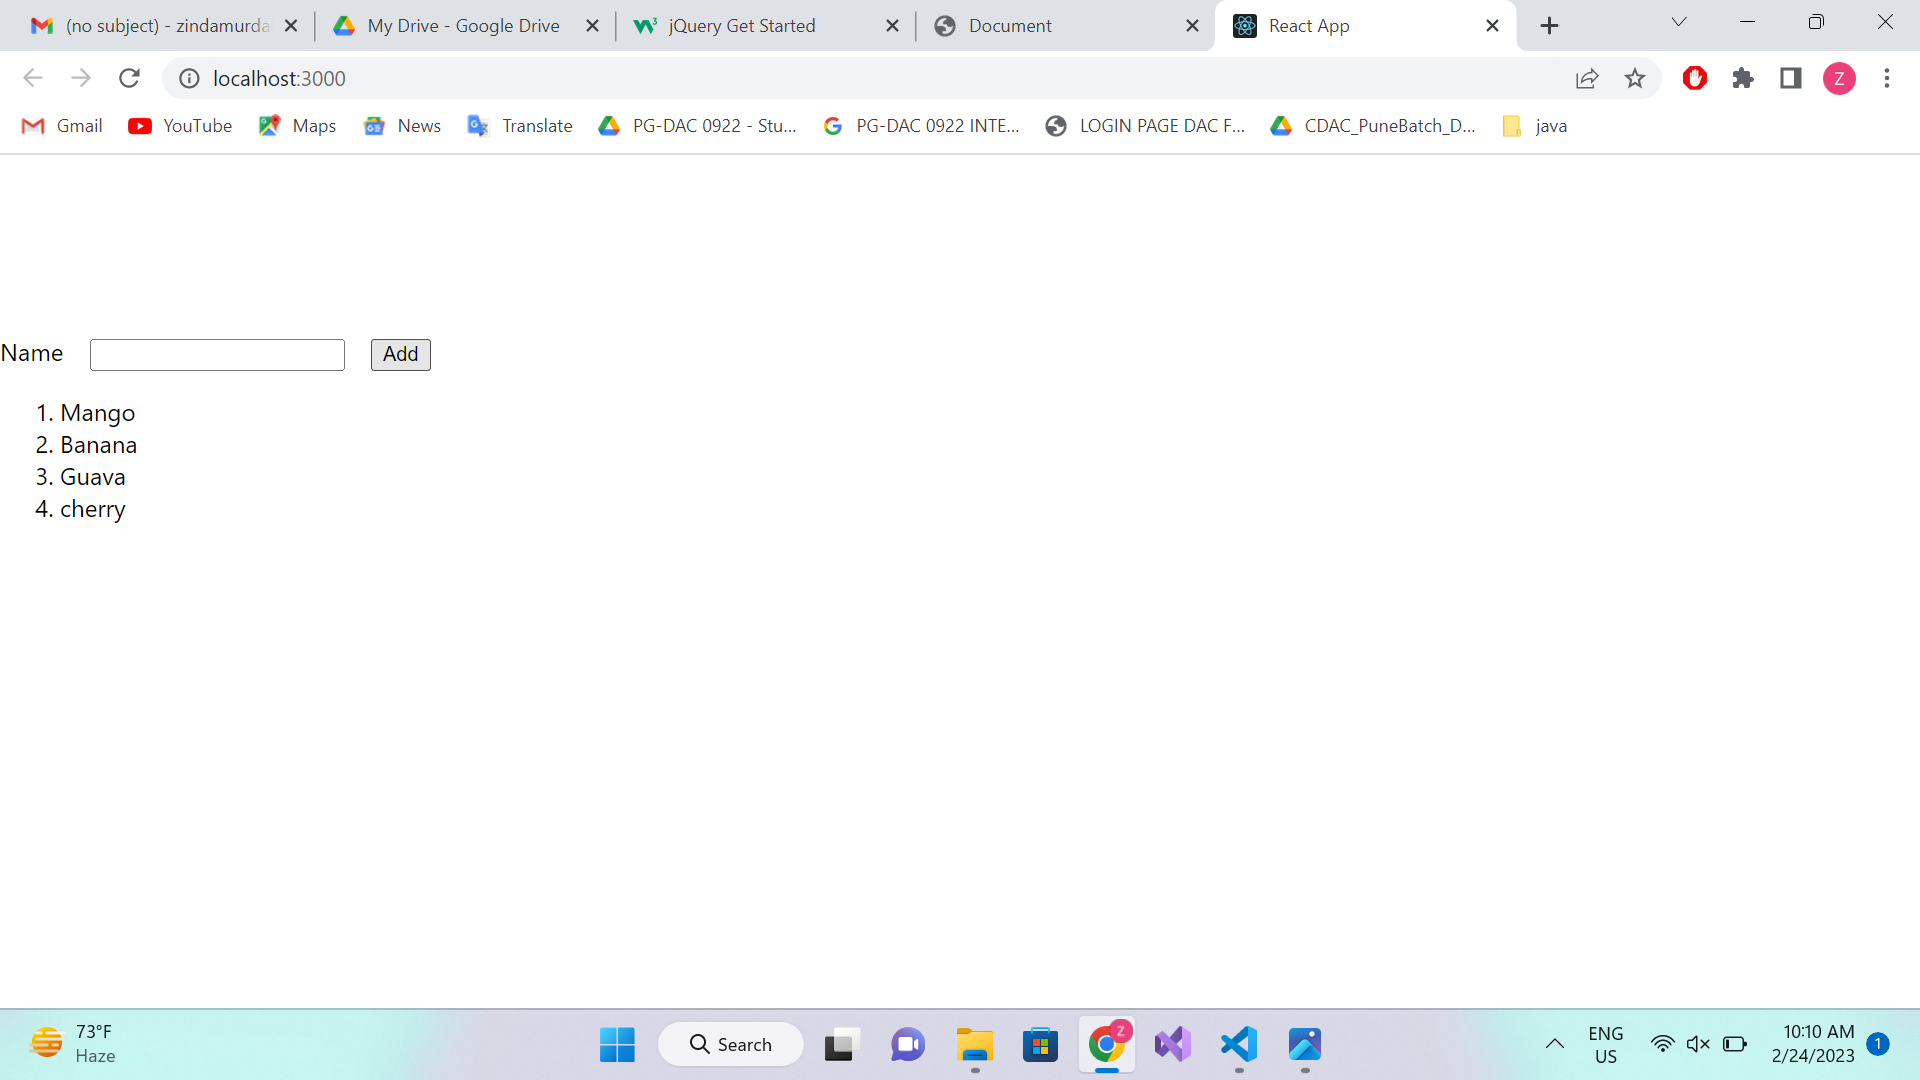 (no subject) - zindamurda
My Drive - Google Drive
jQuery Get Started
Document
React App
localhost:3000
Z
Gmail
YouTube
Maps
News
Translate
PG-DAC 0922 - Stu...
PG-DAC 0922 INTE...
LOGIN PAGE DAC F...
CDAC_PuneBatch_D...
java
Name
Add
1. Mango
2. Banana
3. Guava
4. cherry
73°F
Haze
Search
Z
ENG
US
10:10 AM
2/24/2023
1